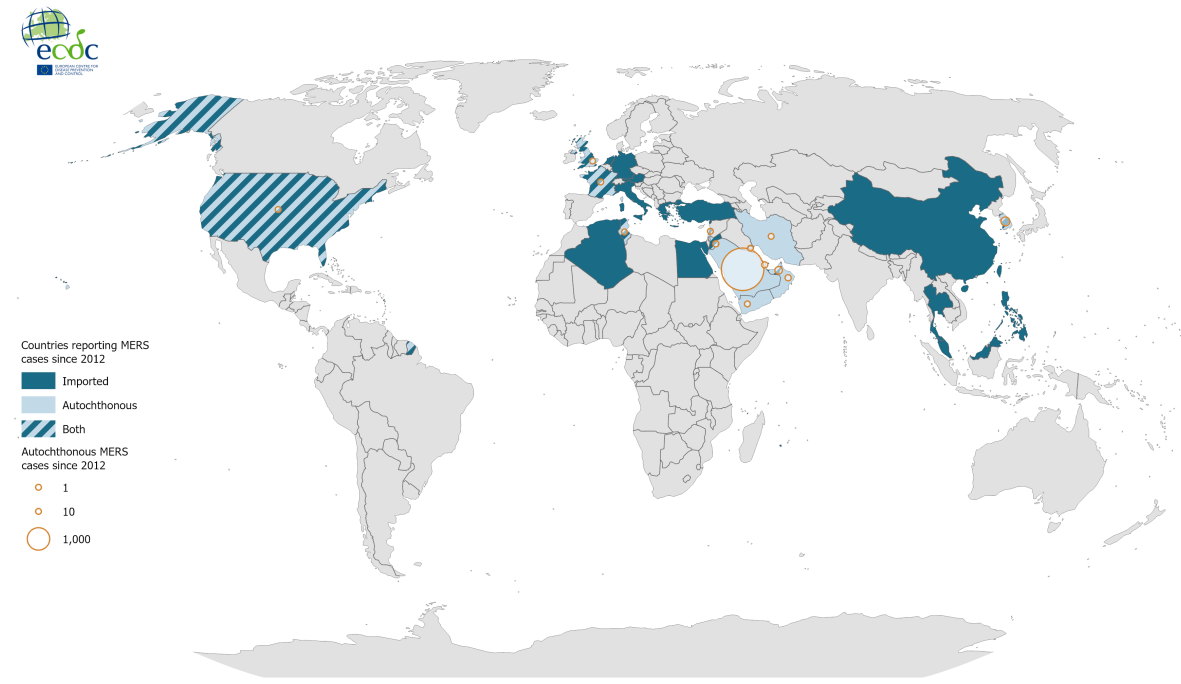 ecdc
EUROPEAN CENTRE FOR
DISEASE PREVENTION
AND CONTROL
Countries reporting MERS
cases since 2012
Imported
Autochthonous
Both
Autochthonous MERS
cases since 2012
1
10
1,000